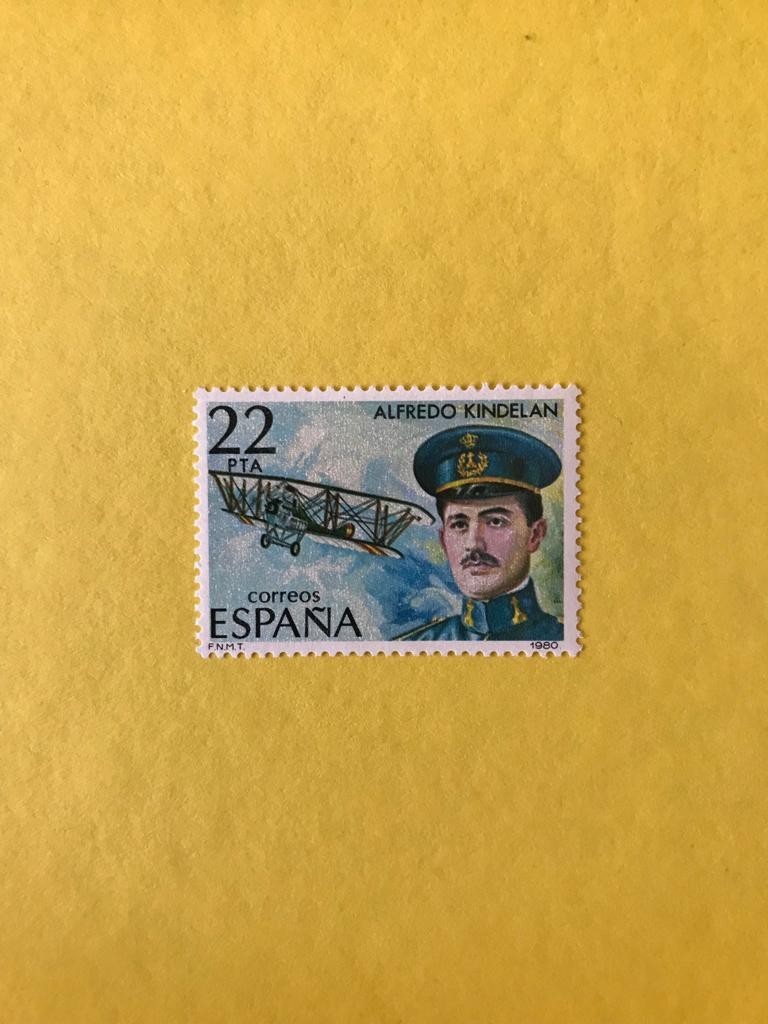 22
PTA
ALFREDO KINDELAN
correos
ESPAÑA
F.N.M.T.
1980.